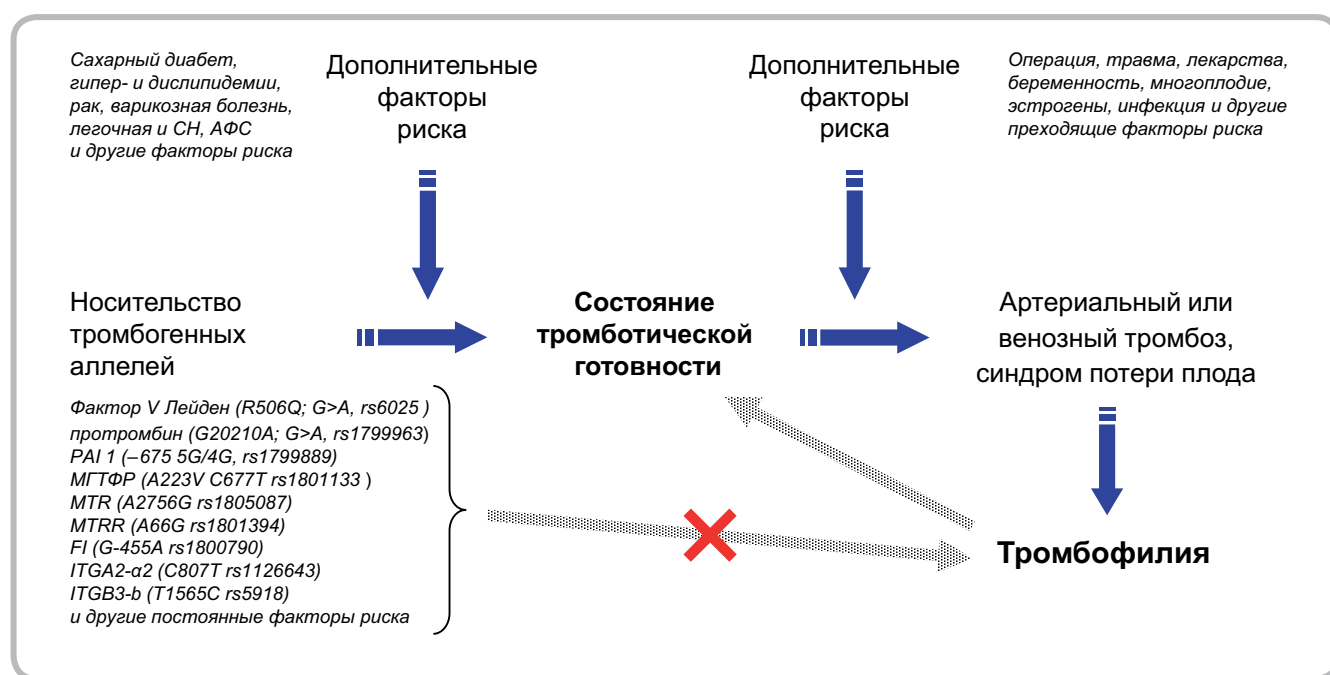 Сахарный диабет,
гипер- и дислипидемии,
рак, варикозная болезнь,
легочная и СН, АФС
и другие факторы риска
Дополнительные
факторы
риска
Дополнительные
факторы
риска
Операция, травма, лекарства,
беременность, многоплодие,
эстрогены, инфекция и другие
преходящие факторы риска
Носительство
тромбогенных
аллелей
Состояние
тромботической
готовности
Артериальный или
венозный тромбоз,
синдром потери плода
Фактор V Лейден (R506Q; G>A, rs6025 )
протромбин (G20210A; G>A, rs1799963)
PAI 1 (–675 5G/4G, rs1799889)
МГТФР (A223V C677T rs1801133 )
MTR (A2756G rs1805087)
MTRR (A66G rs1801394)
FI (G-455A rs1800790)
ITGA2-α2 (C807T rs1126643)
ITGB3-b (T1565C rs5918)
и другие постоянные факторы риска
Тромбофилия